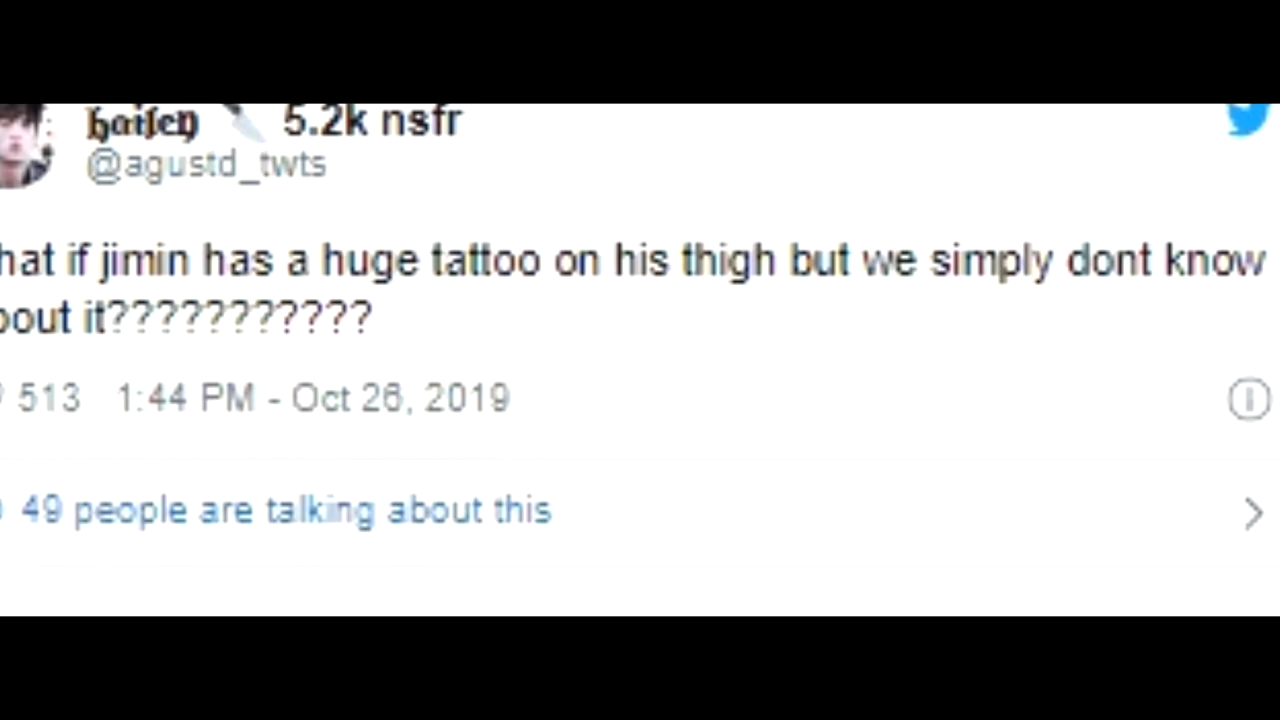 𝖍𝖆𝖎𝖑𝖊𝖞 🔪 5.2k nsfr
@agustd_twts
hat if jimin has a huge tattoo on his thigh but we simply dont know
bout it???????????
513 1:44 PM - Oct 26, 2019
49 people are talking about this